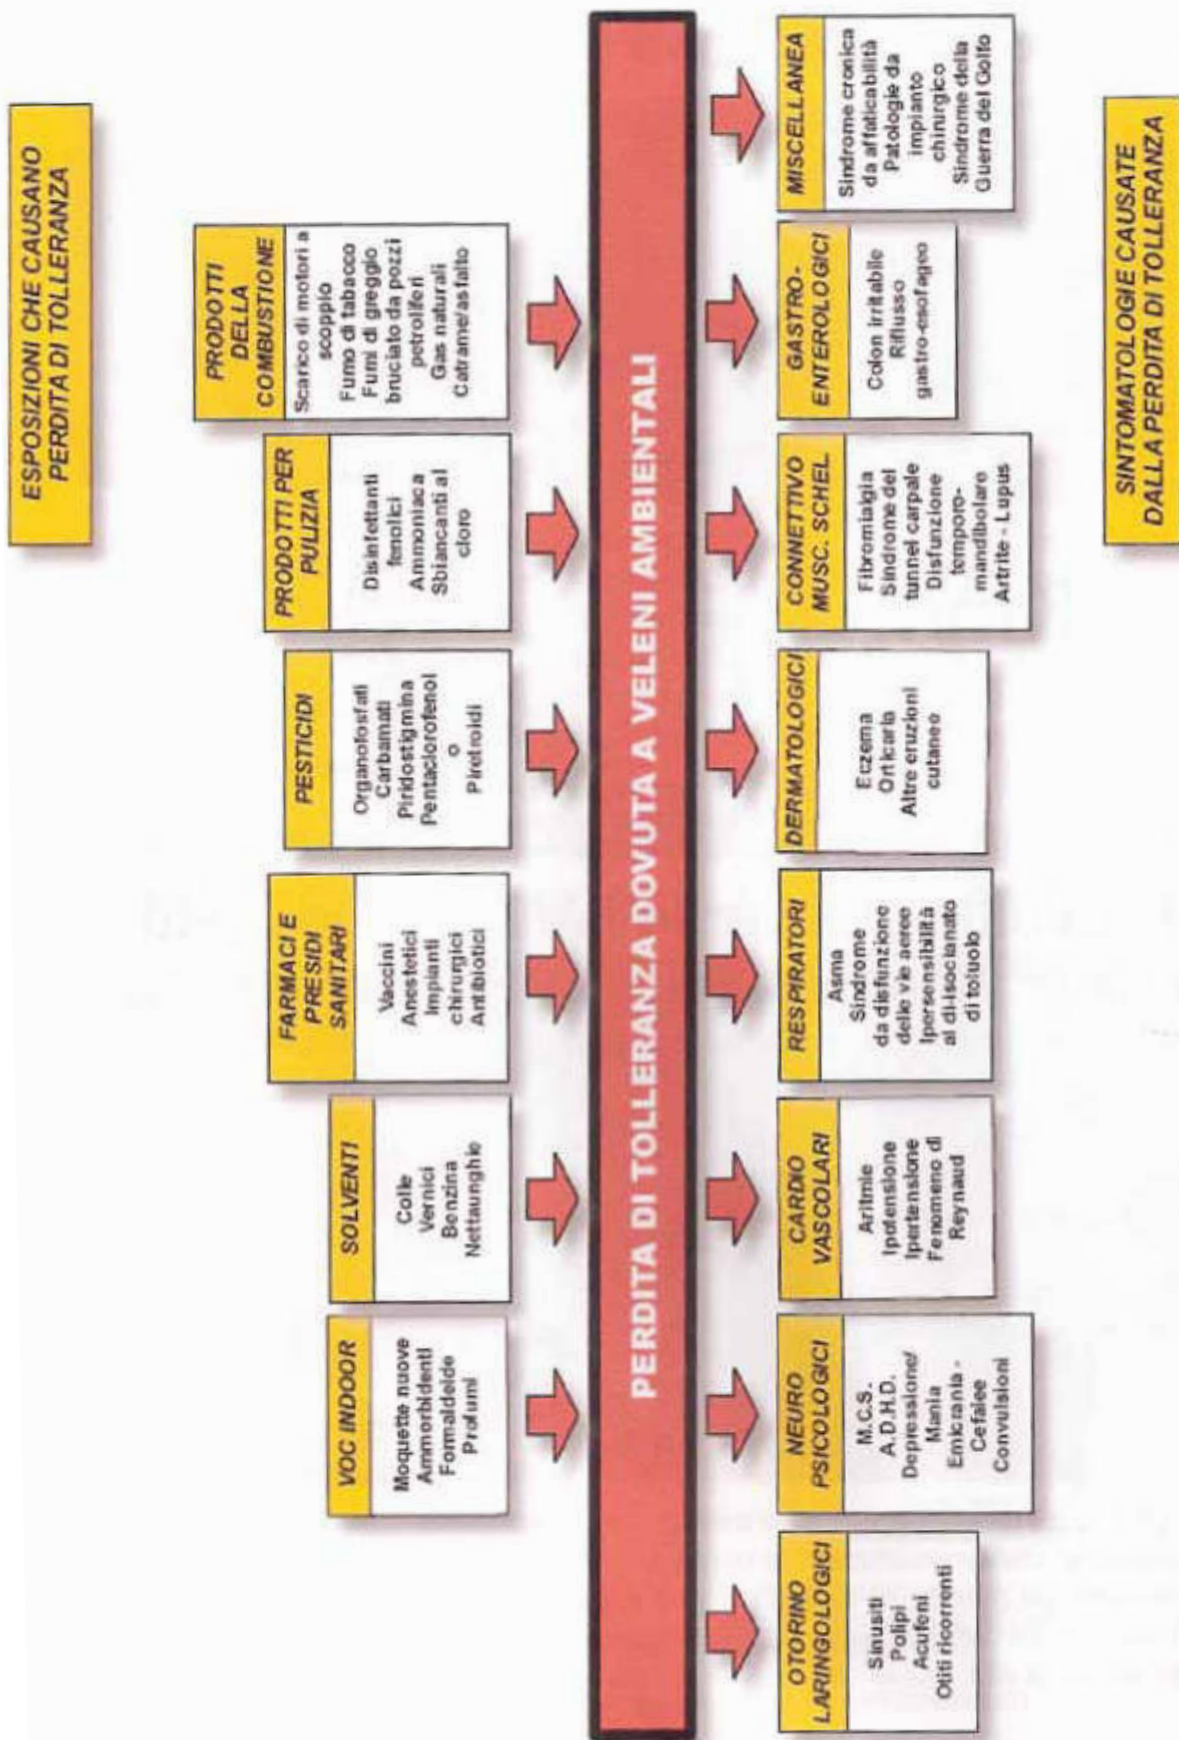 ESPOSIZIONI CHE CAUSANO
PERDITA DI TOLLERANZA
VOC INDOOR
Moquette nuove
Ammorbidenti
Formaldeide
Profumi
SOLVENTI
Colle
Vernici
Benzina
Nettaunghie
FARMACI E
PRESIDI
SANITARI
Vaccini
Anestetici
Impianti
chirurgici
Antibiotici
PESTICIDI
Organofosfati
Carbamati
Piridostigmina
Pentaclorofenol
o
Piretroidi
PRODOTTI PER
PULIZIA
Disinfettanti
fenolici
Ammoniaca
Sbiancanti al
cloro
PRODOTTI
DELLA
COMBUSTIONE
Scarico di motori a
scoppio
Fumo di tabacco
Fumi di greggio
bruciato da pozzi
petroliferi
Gas naturali
Catrame/asfalto
PERDITA DI TOLLERANZA DOVUTA A VELENI AMBIENTALI
OTORINO
LARINGOLOGICI
Sinusiti
Polipi
Acufeni
Otiti ricorrenti
NEURO
PSICOLOGICI
M.C.S.
A.D.H.D.
Depressione/
Mania
Emicrania -
Cefalee
Convulsioni
CARDIO
VASCOLARI
Aritmie
Ipotensione
Ipertensione
Fenomeno di
Reynaud
RESPIRATORI
Asma
Sindrome
da disfunzione
delle vie aeree
Ipersensibilità
al di-isocianato
di toluolo
DERMATOLOGICI
Eczema
Orticaria
Altre eruzioni
cutanee
CONNETTIVO
MUSC. SCHEL.
Fibromialgia
Sindrome del
tunnel carpale
Disfunzione
temporo-
mandibolare
Artrite - Lupus
GASTRO-
ENTEROLOGICI
Colon irritabile
Riflusso
gastro-esofageo
MISCELLANEA
Sindrome cronica
da affaticabilità
Patologie da
impianto
chirurgico
Sindrome della
Guerra del Golfo
SINTOMATOLOGIE CAUSATE
DALLA PERDITA DI TOLLERANZA